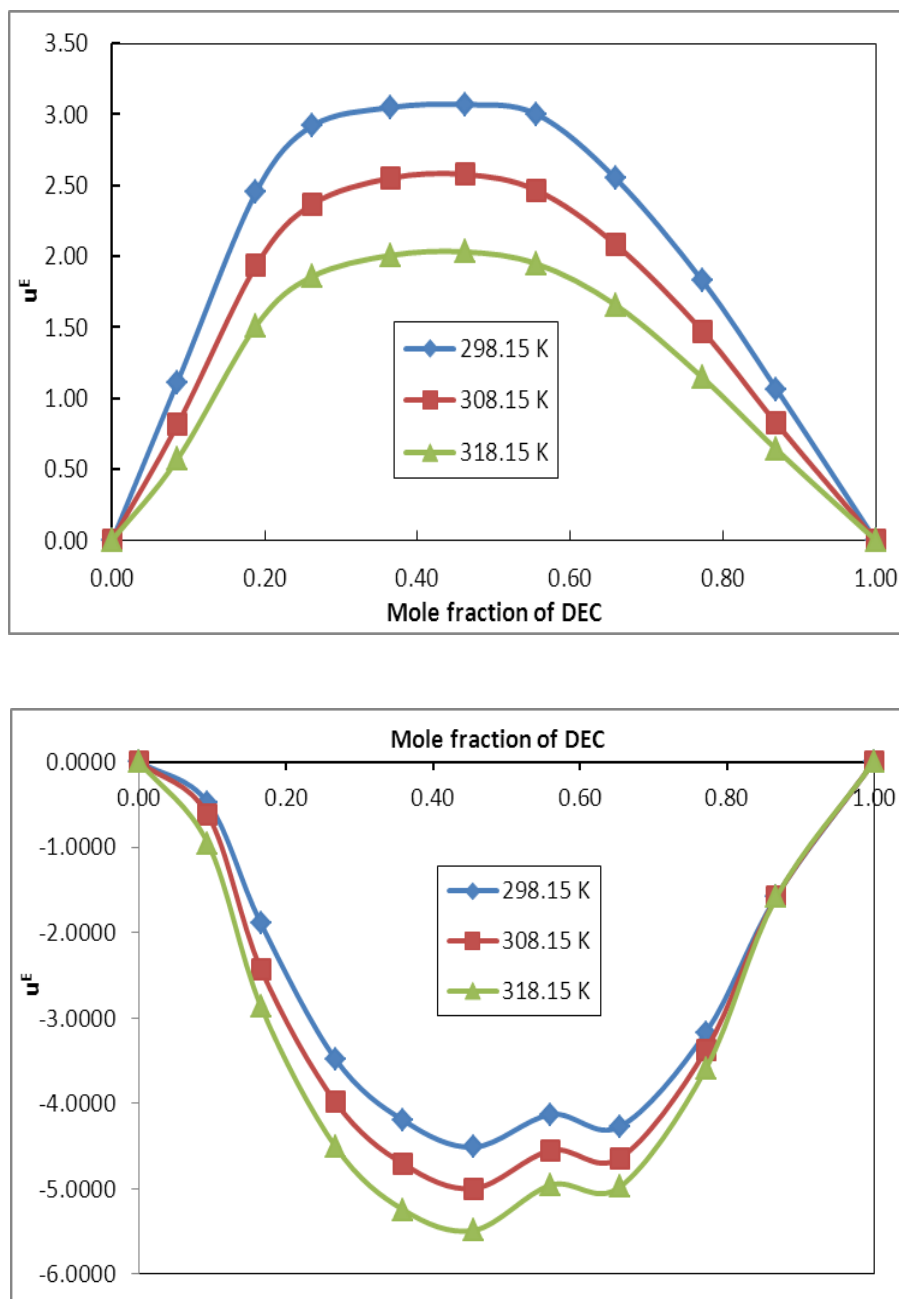 3.50
3.00
2.50
2.00
1.50
1.00
0.50
0.00
u^E
298.15 K
308.15 K
318.15 K
0.00 0.20 0.40 0.60 0.80 1.00
Mole fraction of DEC
Mole fraction of DEC
0.0000
0.00 0.20 0.40 0.60 0.80 1.00
-1.0000
-2.0000
-3.0000
-4.0000
-5.0000
-6.0000
u^E
298.15 K
308.15 K
318.15 K